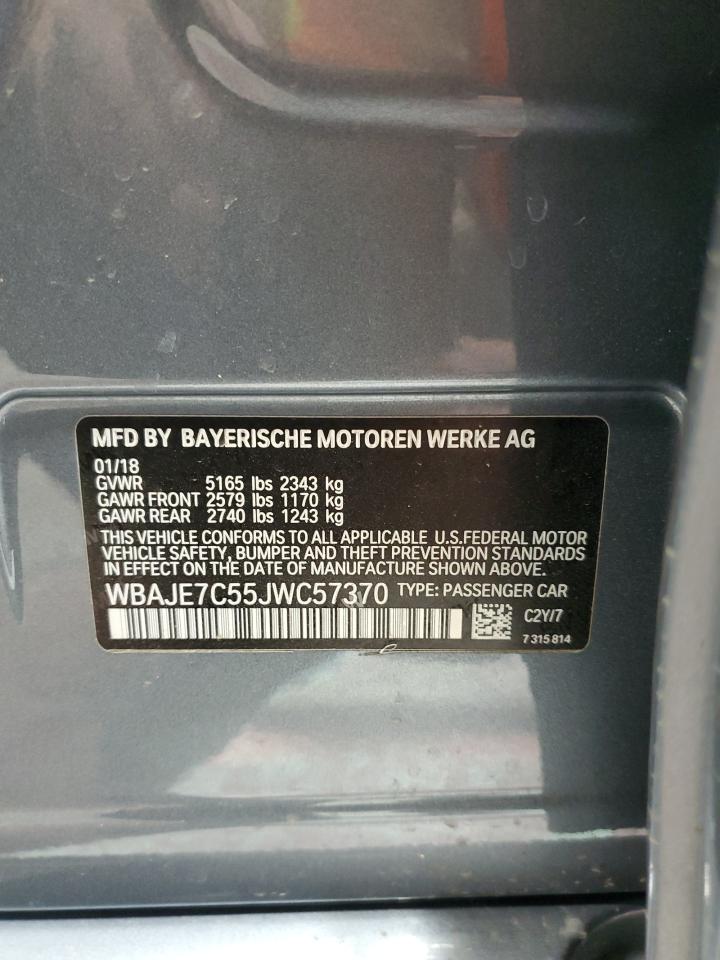 MFD BY BAYERISCHE MOTOREN WERKE AG
01/18
GVWR 5165 lbs 2343 kg
GAWR FRONT 2579 lbs 1170 kg
GAWR REAR 2740 lbs 1243 kg
THIS VEHICLE CONFORMS TO ALL APPLICABLE U.S.FEDERAL MOTOR
VEHICLE SAFETY, BUMPER AND THEFT PREVENTION STANDARDS
IN EFFECT ON THE DATE OF MANUFACTURE SHOWN ABOVE.
WBAJE7C55JWC57370 TYPE: PASSENGER CAR
C2Y/7
7 315 814